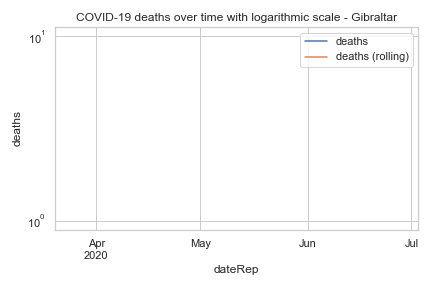 COVID-19 deaths over time with logarithmic scale - Gibraltar
10¹
deaths
deaths (rolling)
deaths
10⁰
Apr May Jun Jul
2020
dateRep